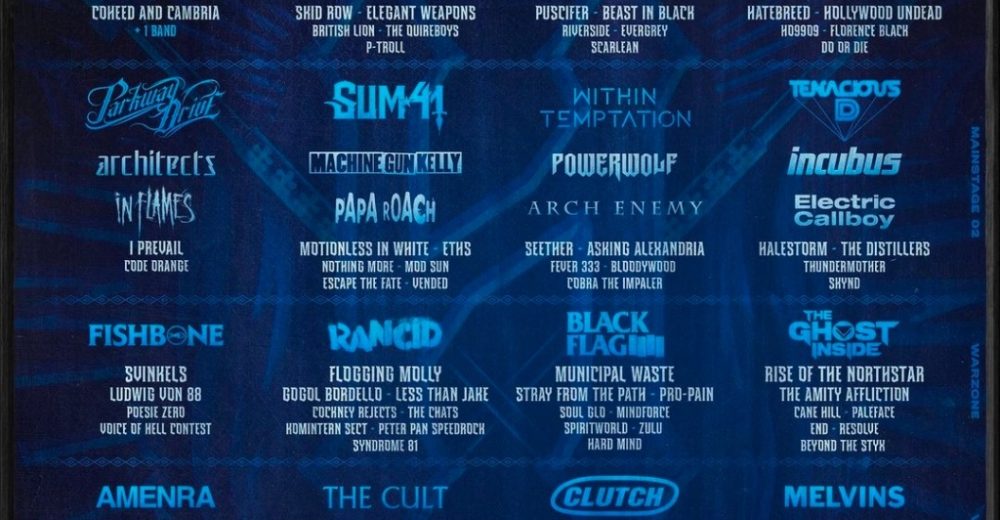 COHEED AND CAMBRIA
+ 1 BAND
SKID ROW - ELEGANT WEAPONS
BRITISH LION - THE QUIREBOYS
P-TROLL
PUSCIFER - BEAST IN BLACK
RIVERSIDE - EVERGREY
SCARLEAN
HATEBREED - HOLLYWOOD UNDEAD
HO9909 - FLORENCE BLACK
DO OR DIE
MAINSTAGE 02
Parkway Drive
architects
IN FLAMES
I PREVAIL
CODE ORANGE
SUM 41
MACHINE GUN KELLY
PAPA ROACH
MOTIONLESS IN WHITE - ETHS
NOTHING MORE - MOD SUN
ESCAPE THE FATE - VENDED
WITHIN
TEMPTATION
POWERWOLF
ARCH ENEMY
SEETHER - ASKING ALEXANDRIA
FEVER 333 - BLOODYWOOD
COBRA THE IMPALER
TENACIOUS
D
incubus
Electric
Callboy
HALESTORM - THE DISTILLERS
THUNDERMOTHER
SKYND
WARZONE
FISHBONE
SVINKELS
LUDWIG VON 88
POESIE ZERO
VOICE OF HELL CONTEST
RANCID
FLOGGING MOLLY
GOGOL BORDELLO - LESS THAN JAKE
COCKNEY REJECTS - THE CHATS
KOMINTERN SECT - PETER PAN SPEEDROCK
SYNDROME 81
BLACK
FLAG
MUNICIPAL WASTE
STRAY FROM THE PATH - PRO-PAIN
SOUL GLO - MINDFORCE
SPIRITWORLD - ZULU
HARD MIND
THE
GHOST
INSIDE
RISE OF THE NORTHSTAR
THE AMITY AFFLICTION
CANE HILL - PALEFACE
END - RESOLVE
BEYOND THE STYX
AMENRA
THE CULT
CLUTCH
MELVINS